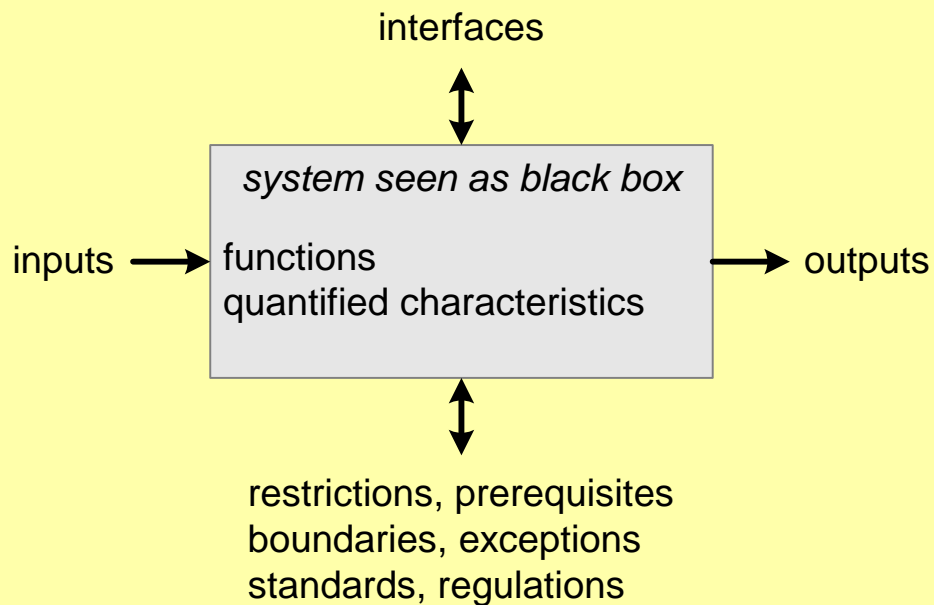 interfaces
system seen as black box
inputs
functions
quantified characteristics
outputs
restrictions, prerequisites
boundaries, exceptions
standards, regulations